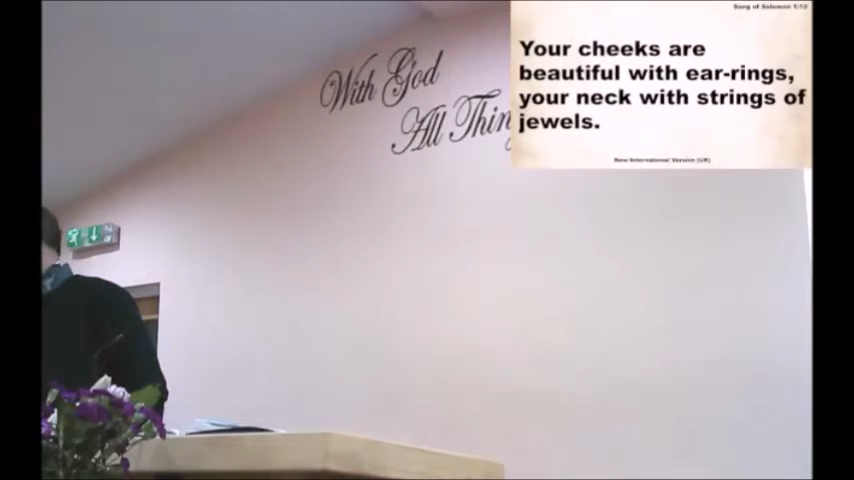 Song of Solomon 1:10
Your cheeks are
beautiful with ear-rings,
your neck with strings of
jewels.
New International Version (UK)
With God
All Thin